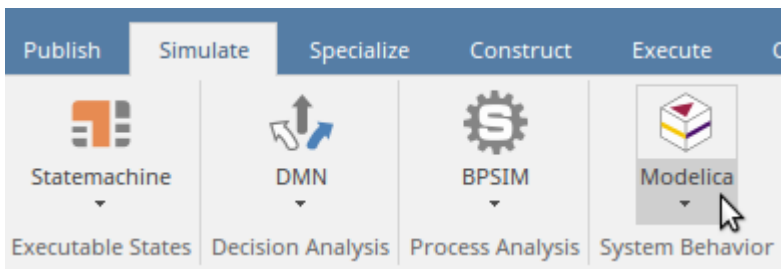 Publish Simulate Specialize Construct Execute
Statemachine DMN BPSIM Modelica
Executable States Decision Analysis Process Analysis System Behavior